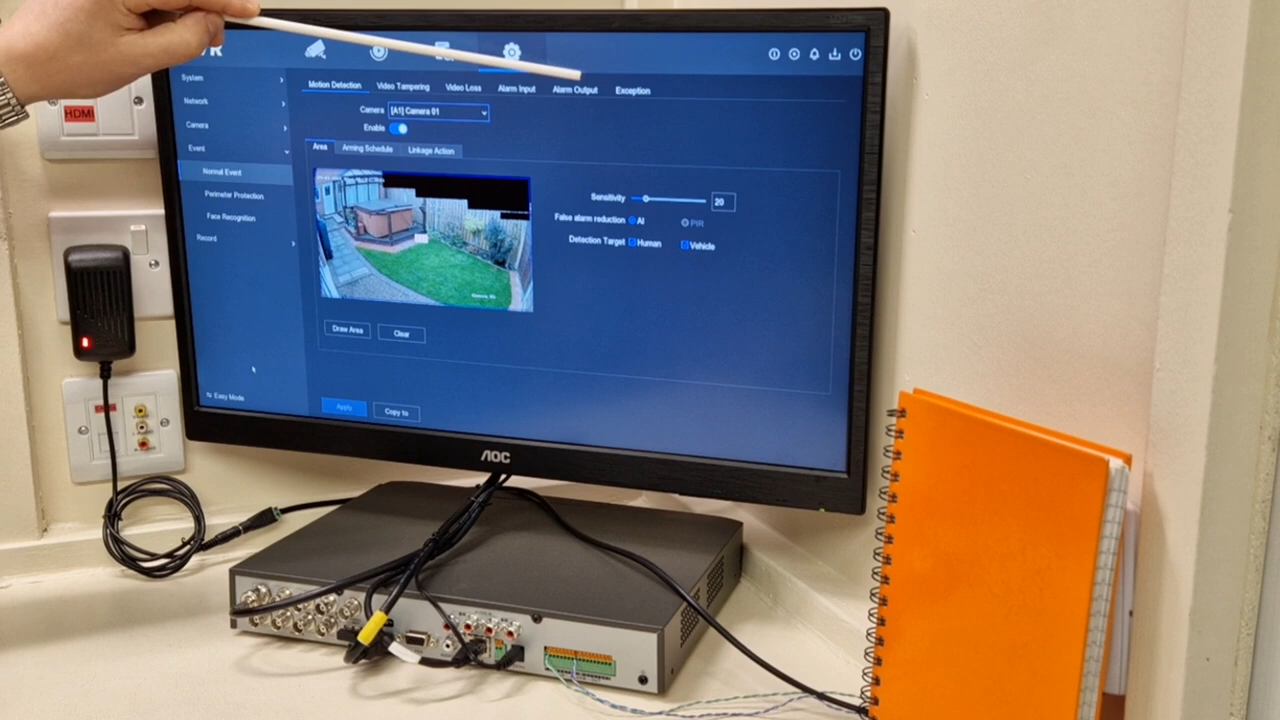 VR
System
Motion Detection Video Tampering Video Loss Alarm Input Alarm Output Exception
Network
Camera [A1] Camera 01
Camera
Enable
Event
Area Arming Schedule Linkage Action
Normal Event
Perimeter Protection
Face Recognition
Record
Sensitivity 20
False alarm reduction AI PIR
Detection Target Human Vehicle
Draw Area Clear
Easy Mode
Apply Copy to
AOC
HDMI